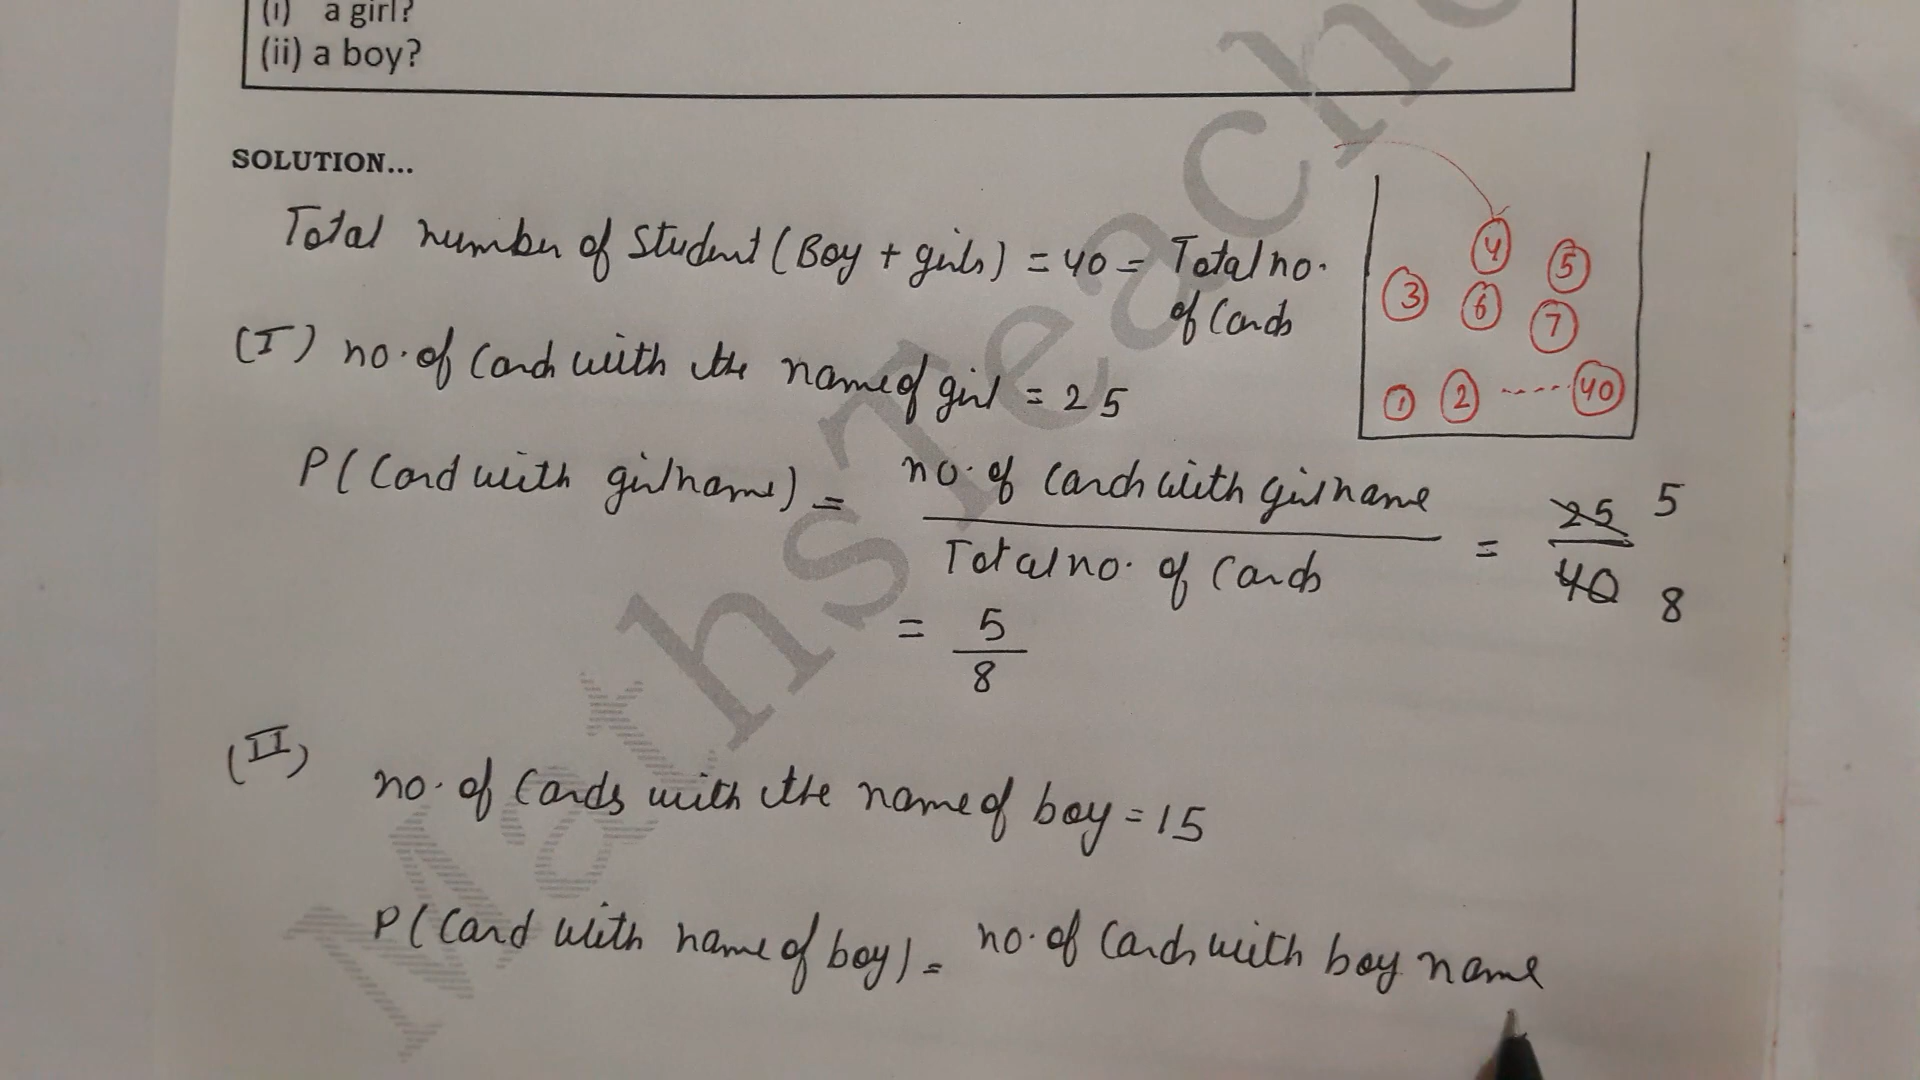 (i) a girl?
(ii) a boy?
SOLUTION...
Total number of Student (Boy + girls) = 40 = Total no.
of Cards
(I) no. of Card with the name of girl = 25
P(Card with girl name) = no. of Cards with girl name / Total no. of Cards = 25/40 5 8
= 5/8
(II)
no. of Cards with the name of boy = 15
P(Card with name of boy) = no. of Cards with boy name
4 5
3 6 7
1 2 ----- 40
MathsTeache